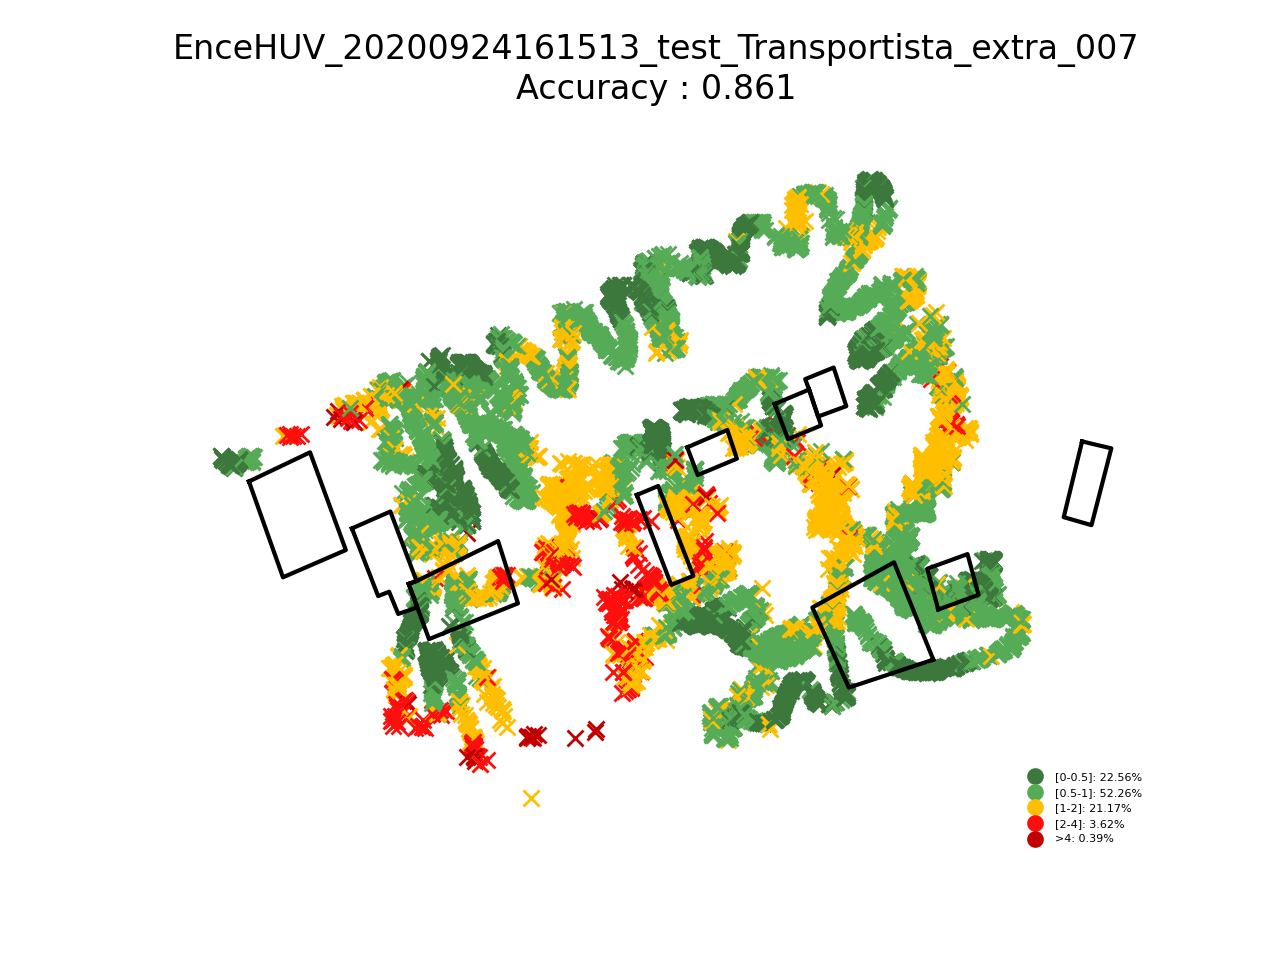 EnceHUV_20200924161513_test_Transportista_extra_007
Accuracy : 0.861
[0-0.5]: 22.56%
[0.5-1]: 52.26%
[1-2]: 21.17%
[2-4]: 3.62%
>4: 0.39%